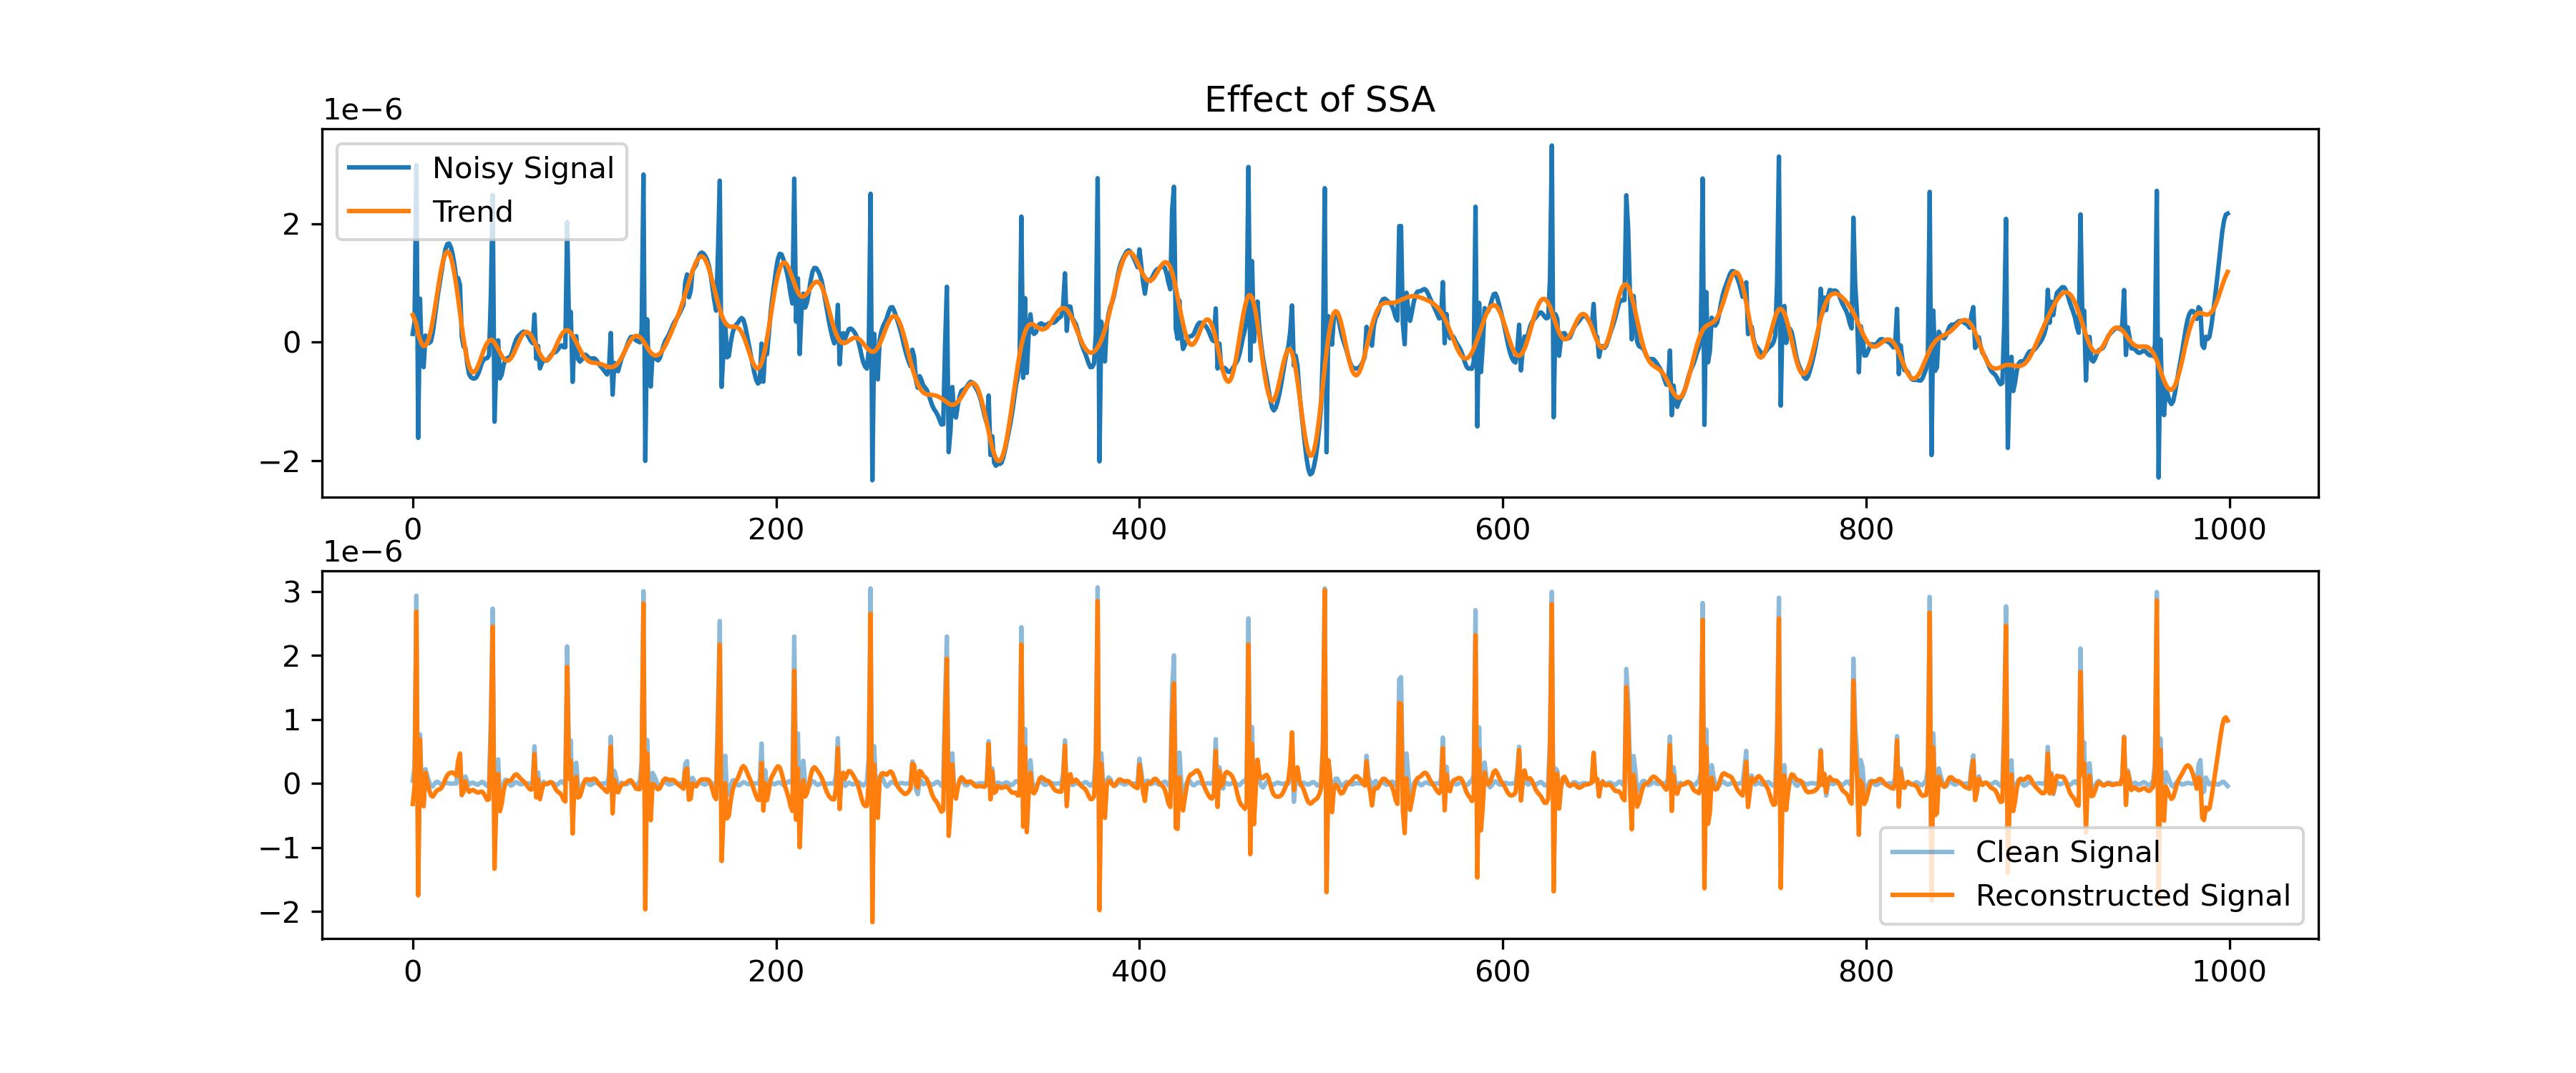 Effect of SSA
1e−6
Noisy Signal
Trend
2
0
−2
0 200 400 600 800 1000
1e−6
3
2
1
0
−1
−2
Clean Signal
Reconstructed Signal
0 200 400 600 800 1000